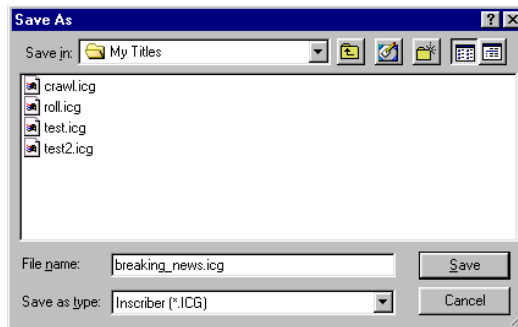 Save As
Save in: My Titles
crawl.icg
roll.icg
test.icg
test2.icg
File name: breaking_news.icg Save
Save as type: Inscriber (*.ICG) Cancel